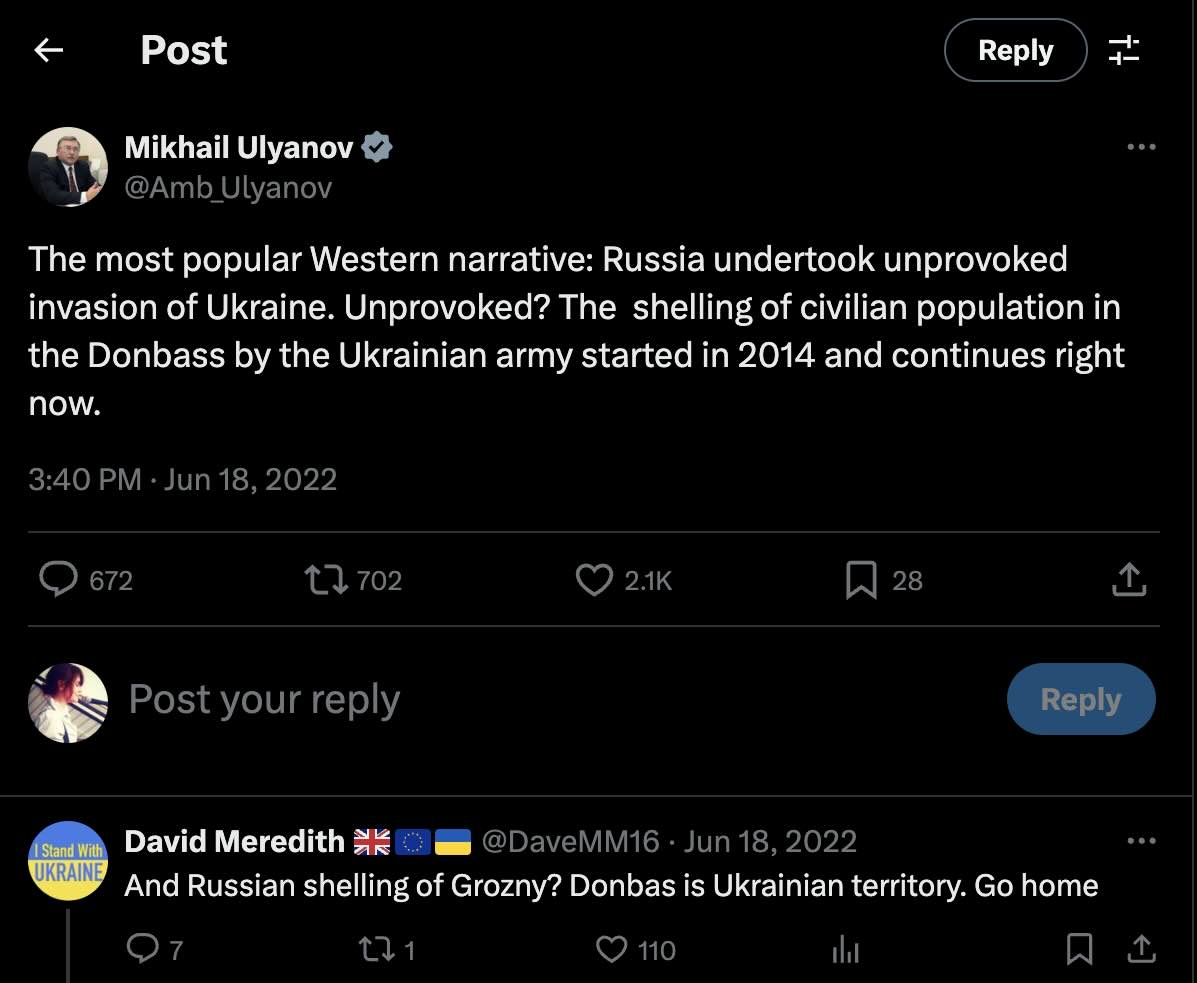 Post
Reply
Mikhail Ulyanov
@Amb_Ulyanov
The most popular Western narrative: Russia undertook unprovoked
invasion of Ukraine. Unprovoked? The  shelling of civilian population in
the Donbass by the Ukrainian army started in 2014 and continues right
now.
3:40 PM · Jun 18, 2022
672 702 2.1K 28
Post your reply Reply
I Stand With
UKRAINE
David Meredith 🇬🇧🇪🇺🇺🇦 @DaveMM16 · Jun 18, 2022
And Russian shelling of Grozny? Donbas is Ukrainian territory. Go home
7 1 110